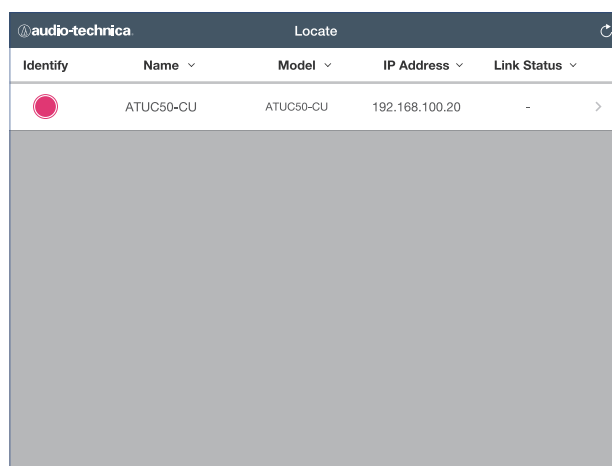 audio-technica Locate
Identify Name Model IP Address Link Status
ATUC50-CU ATUC50-CU 192.168.100.20 -